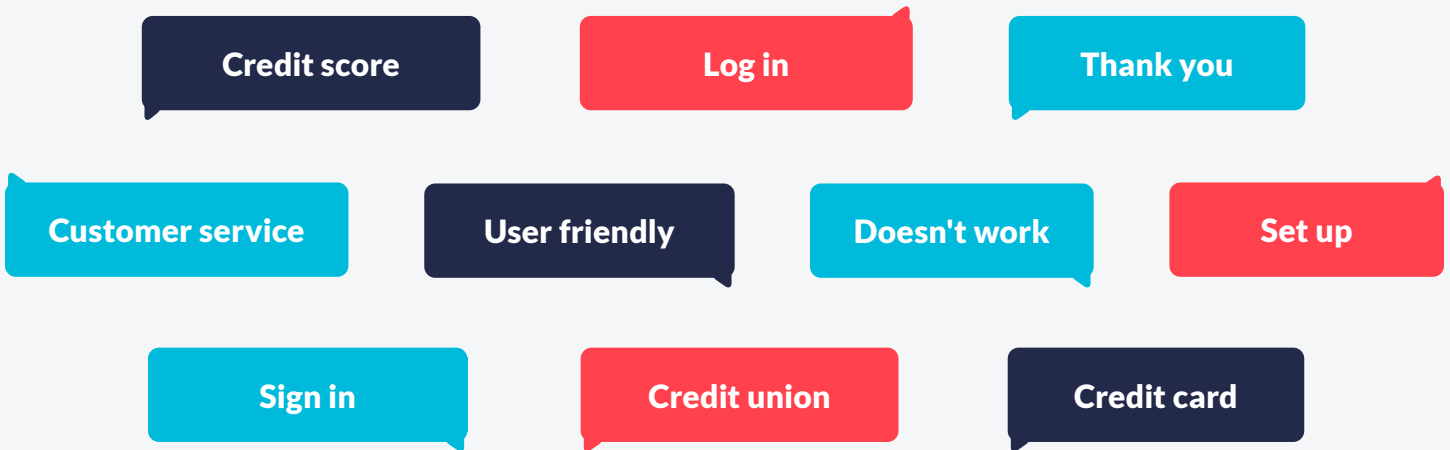 Credit score
Log in
Thank you
Customer service
User friendly
Doesn't work
Set up
Sign in
Credit union
Credit card